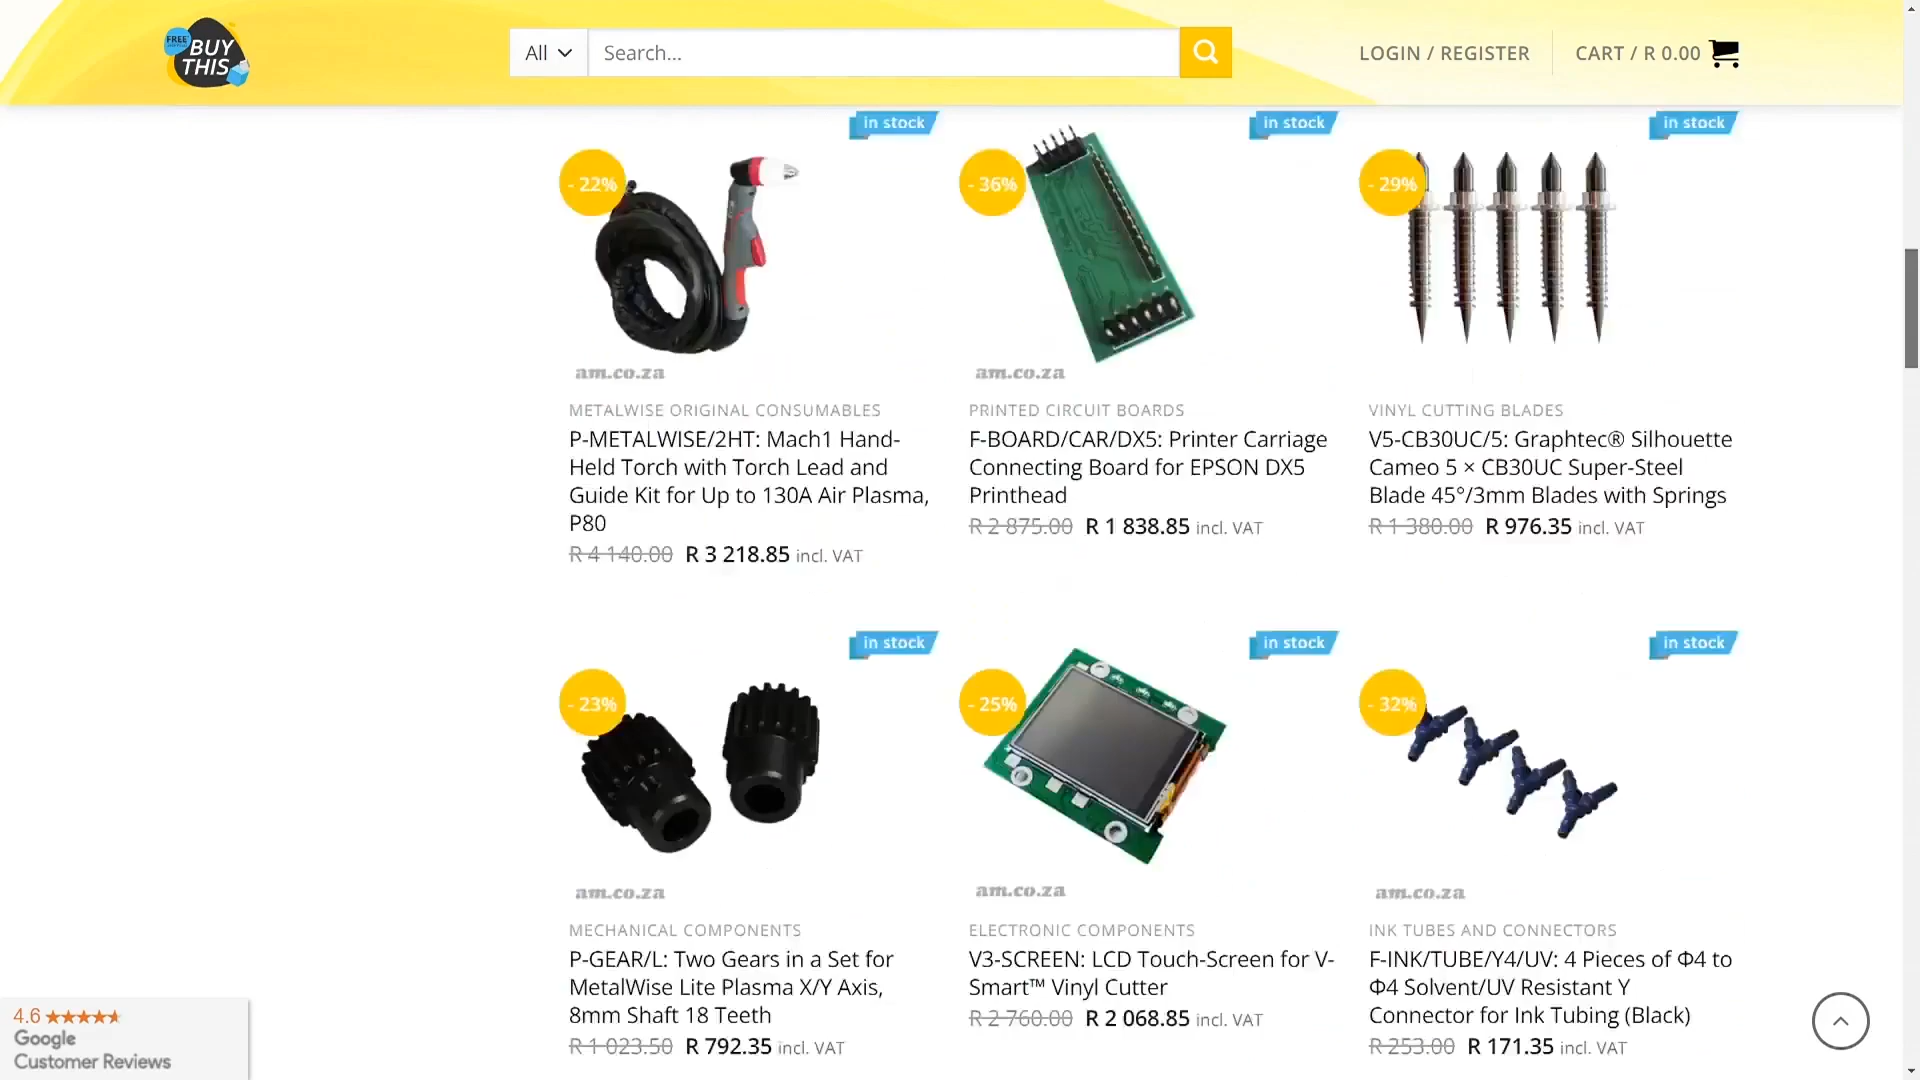 FREE
BUY
THIS
All
Search...
LOGIN / REGISTER
CART / R 0.00
in stock
in stock
in stock
- 22%
- 36%
- 29%
am.co.za
am.co.za
METALWISE ORIGINAL CONSUMABLES
P-METALWISE/2HT: Mach1 Hand-
Held Torch with Torch Lead and
Guide Kit for Up to 130A Air Plasma,
P80
R 4 140.00 R 3 218.85 incl. VAT
PRINTED CIRCUIT BOARDS
F-BOARD/CAR/DX5: Printer Carriage
Connecting Board for EPSON DX5
Printhead
R 2 875.00 R 1 838.85 incl. VAT
VINYL CUTTING BLADES
V5-CB30UC/5: Graphtec® Silhouette
Cameo 5 × CB30UC Super-Steel
Blade 45°/3mm Blades with Springs
R 1 380.00 R 976.35 incl. VAT
in stock
in stock
in stock
- 23%
- 25%
- 32%
am.co.za
am.co.za
am.co.za
MECHANICAL COMPONENTS
P-GEAR/L: Two Gears in a Set for
MetalWise Lite Plasma X/Y Axis,
8mm Shaft 18 Teeth
R 1 023.50 R 792.35 incl. VAT
ELECTRONIC COMPONENTS
V3-SCREEN: LCD Touch-Screen for V-
Smart™ Vinyl Cutter
R 2 760.00 R 2 068.85 incl. VAT
INK TUBES AND CONNECTORS
F-INK/TUBE/Y4/UV: 4 Pieces of Φ4 to
Φ4 Solvent/UV Resistant Y
Connector for Ink Tubing (Black)
R 253.00 R 171.35 incl. VAT
4.6
Google
Customer Reviews